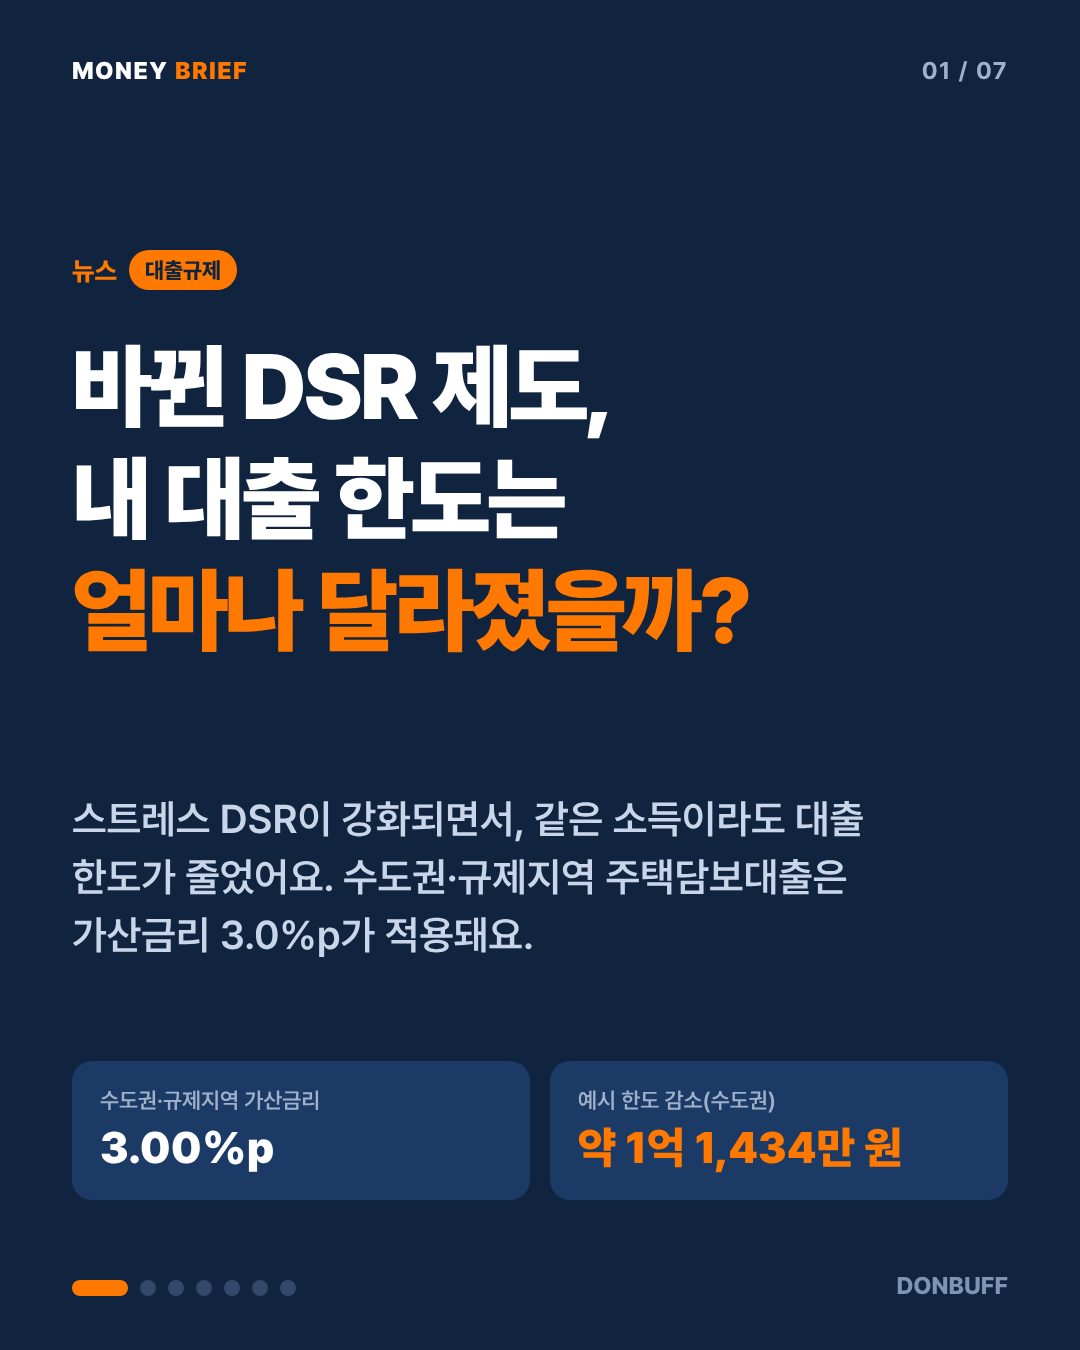 MONEY BRIEF
01 / 07
뉴스 대출규제
바뀐 DSR 제도,
내 대출 한도는
얼마나 달라졌을까?
스트레스 DSR이 강화되면서, 같은 소득이라도 대출
한도가 줄었어요. 수도권·규제지역 주택담보대출은
가산금리 3.0%p가 적용돼요.
수도권·규제지역 가산금리
3.00%p
예시 한도 감소(수도권)
약 1억 1,434만 원
DONBUFF